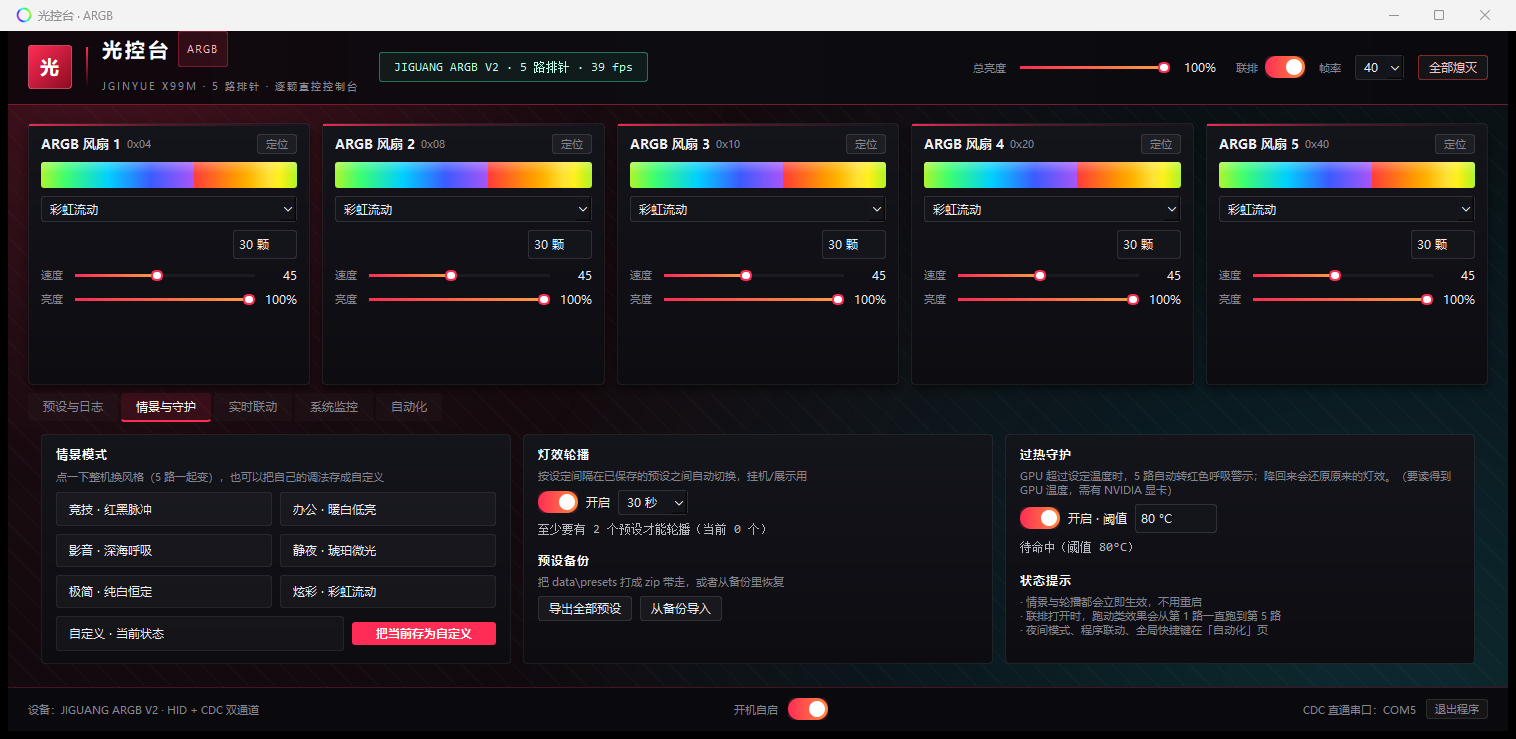 光控台 · ARGB
光
光控台 ARGB
JGINYUE X99M · 5 路排针 · 逐颗直控控制台
JIGUANG ARGB V2 · 5 路排针 · 39 fps
总亮度 100% 联排 帧率 40 全部熄灭
ARGB 风扇 1 0x04 定位
彩虹流动
30 颗
速度 45
亮度 100%
ARGB 风扇 2 0x08 定位
彩虹流动
30 颗
速度 45
亮度 100%
ARGB 风扇 3 0x10 定位
彩虹流动
30 颗
速度 45
亮度 100%
ARGB 风扇 4 0x20 定位
彩虹流动
30 颗
速度 45
亮度 100%
ARGB 风扇 5 0x40 定位
彩虹流动
30 颗
速度 45
亮度 100%
预设与日志 情景与守护 实时联动 系统监控 自动化
情景模式
点一下整机换风格（5 路一起变），也可以把自己的调法存成自定义
竞技 · 红黑脉冲 办公 · 暖白低亮
影音 · 深海呼吸 静夜 · 琥珀微光
极简 · 纯白恒定 炫彩 · 彩虹流动
自定义 · 当前状态 把当前存为自定义
灯效轮播
按设定间隔在已保存的预设之间自动切换，挂机/展示用
开启 30 秒
至少要有 2 个预设才能轮播（当前 0 个）
预设备份
把 data\presets 打成 zip 带走，或者从备份里恢复
导出全部预设 从备份导入
过热守护
GPU 超过设定温度时，5 路自动转红色呼吸警示；降回来会还原原来的灯效。（要读得到
GPU 温度，需有 NVIDIA 显卡）
开启 · 阈值 80 °C
待命中（阈值 80°C）
状态提示
· 情景与轮播都会立即生效，不用重启
· 联排打开时，跑动类效果会从第 1 路一直跑到第 5 路
· 夜间模式、程序联动、全局快捷键在「自动化」页
设备：JIGUANG ARGB V2 · HID + CDC 双通道
开机自启
CDC 直通串口：COM5 退出程序